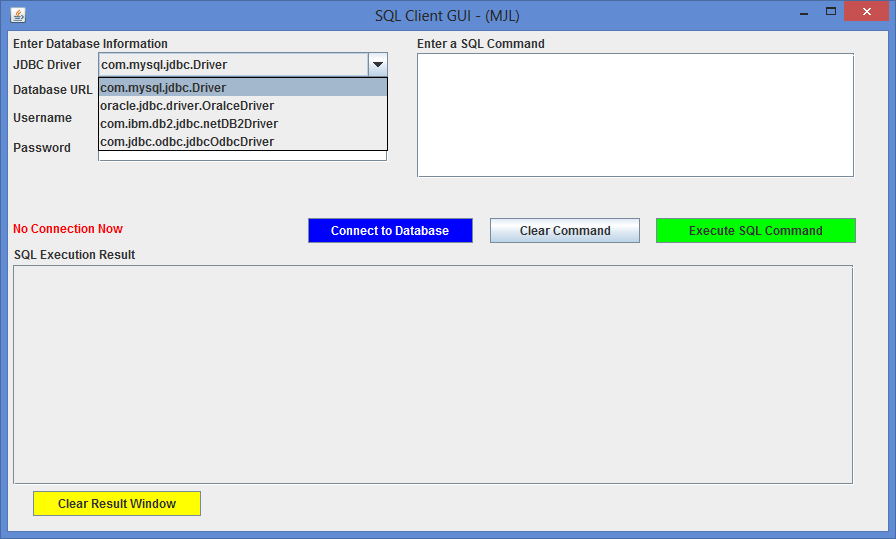 SQL Client GUI - (MJL)
Enter Database Information
JDBC Driver
com.mysql.jdbc.Driver
com.mysql.jdbc.Driver
oracle.jdbc.driver.OralceDriver
com.ibm.db2.jdbc.netDB2Driver
com.jdbc.odbc.jdbcOdbcDriver
Database URL
Username
Password
Enter a SQL Command
No Connection Now
Connect to Database
Clear Command
Execute SQL Command
SQL Execution Result
Clear Result Window